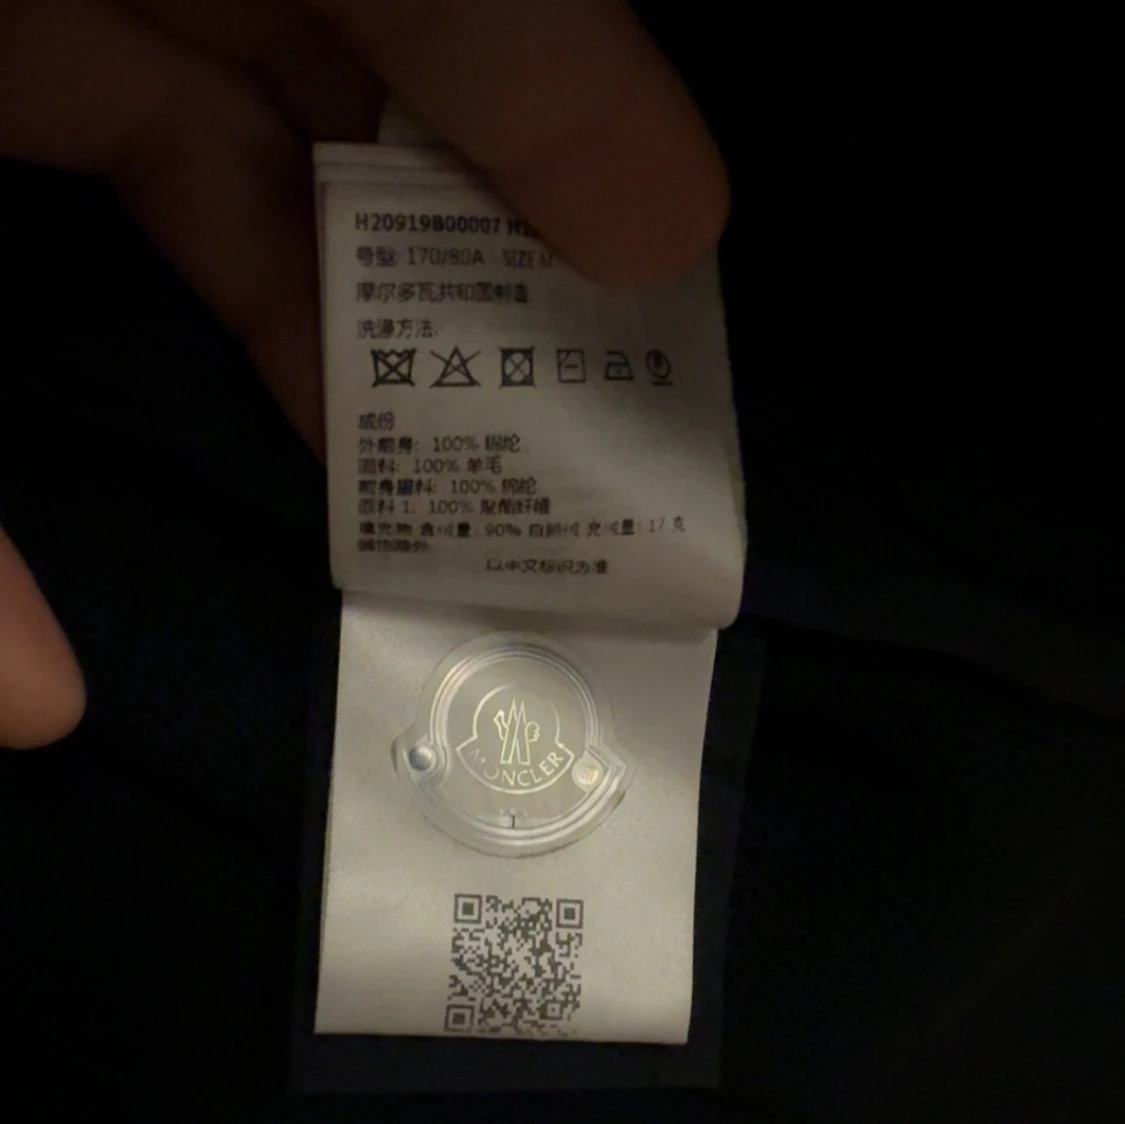 H20919B00007
号型: 170/80A - SIZE M
摩尔多瓦共和国制造
洗涤方法:
成份
外前身: 100% 锦纶
面料: 100% 羊毛
前身里料: 100% 锦纶
面料 1: 100% 聚酯纤维
填充物 含绒量: 90% 白鹅绒 充绒量: 17 克
装饰除外
以中文标识为准
MONCLER